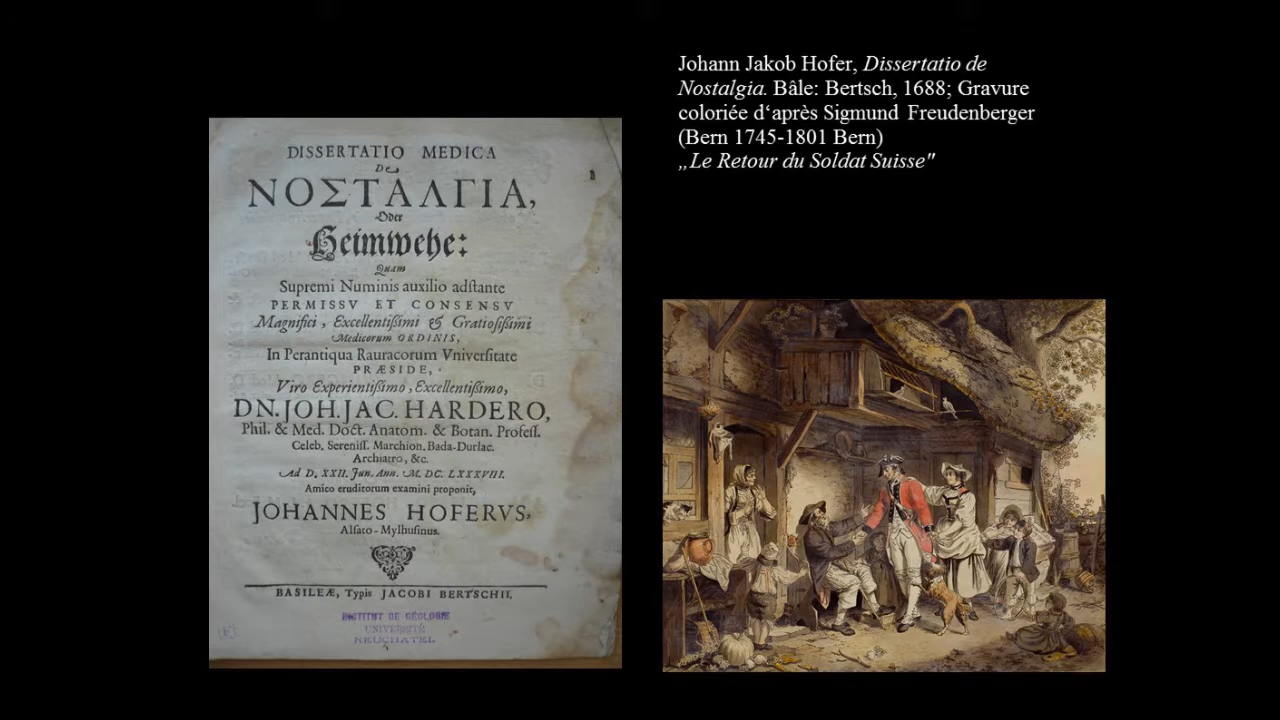 Johann Jakob Hofer, Dissertatio de
Nostalgia. Bâle: Bertsch, 1688; Gravure
coloriée d‘après Sigmund Freudenberger
(Bern 1745-1801 Bern)
„Le Retour du Soldat Suisse"
DISSERTATIO MEDICA
De
ΝΟΣΤΑΛΓΙΑ,
Oder
Heimwehe:
Quam
Supremi Numinis auxilio adſtante
PERMISSV ET CONSENSV
Magnifici, Excellentiſſimi & Gratioſiſſimi
Medicorum ORDINIS,
In Perantiqua Rauracorum Vniverſitate
PRÆSIDE,
Viro Experientiſſimo, Excellentiſſimo,
DN. JOH. JAC. HARDERO,
Phil. & Med. Doct. Anatom. & Botan. Profeſſ.
Celeb. Sereniſſ. Marchion. Bada-Durlac.
Archiatro, &c.
Ad D. XXII. Jun. Ann. M. DC. LXXXVIII.
Amico eruditorum examini proponit,
JOHANNES HOFERVS,
Alſato-Mylhuſinus.
BASILEÆ, Typis JACOBI BERTSCHII.
INSTITUT DE GÉOLOGIE
UNIVERSITÉ
NEUCHATEL